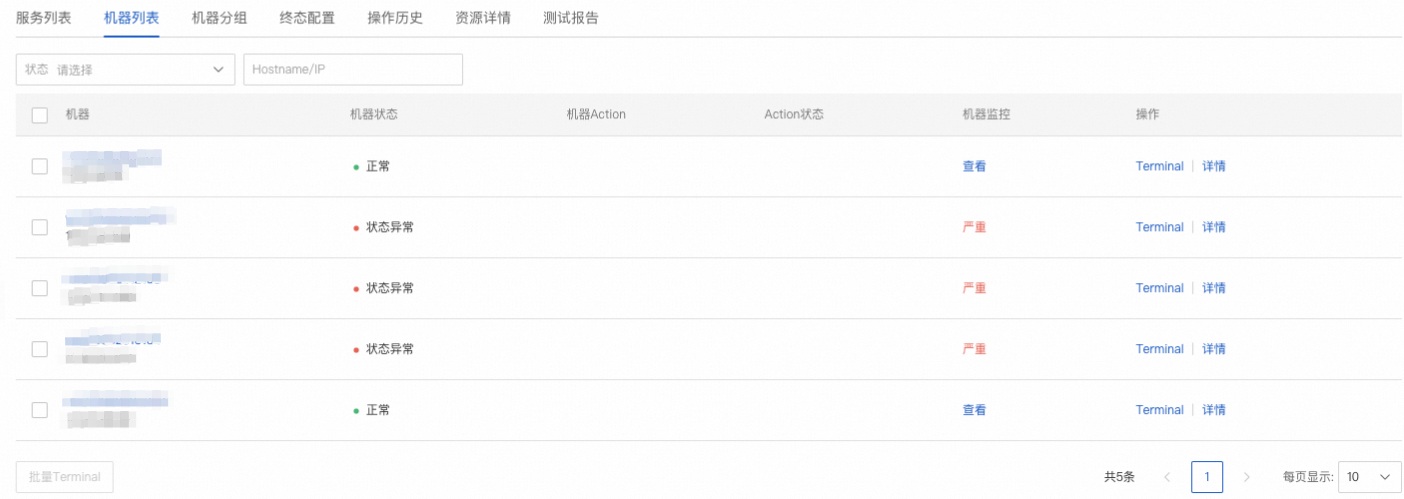 服务列表 机器列表 机器分组 终态配置 操作历史 资源详情 测试报告
状态 请选择 Hostname/IP
机器 机器状态 机器Action Action状态 机器监控 操作
正常 查看 Terminal 详情
状态异常 严重 Terminal 详情
状态异常 严重 Terminal 详情
状态异常 严重 Terminal 详情
正常 查看 Terminal 详情
批量Terminal 共5条 1 每页显示: 10